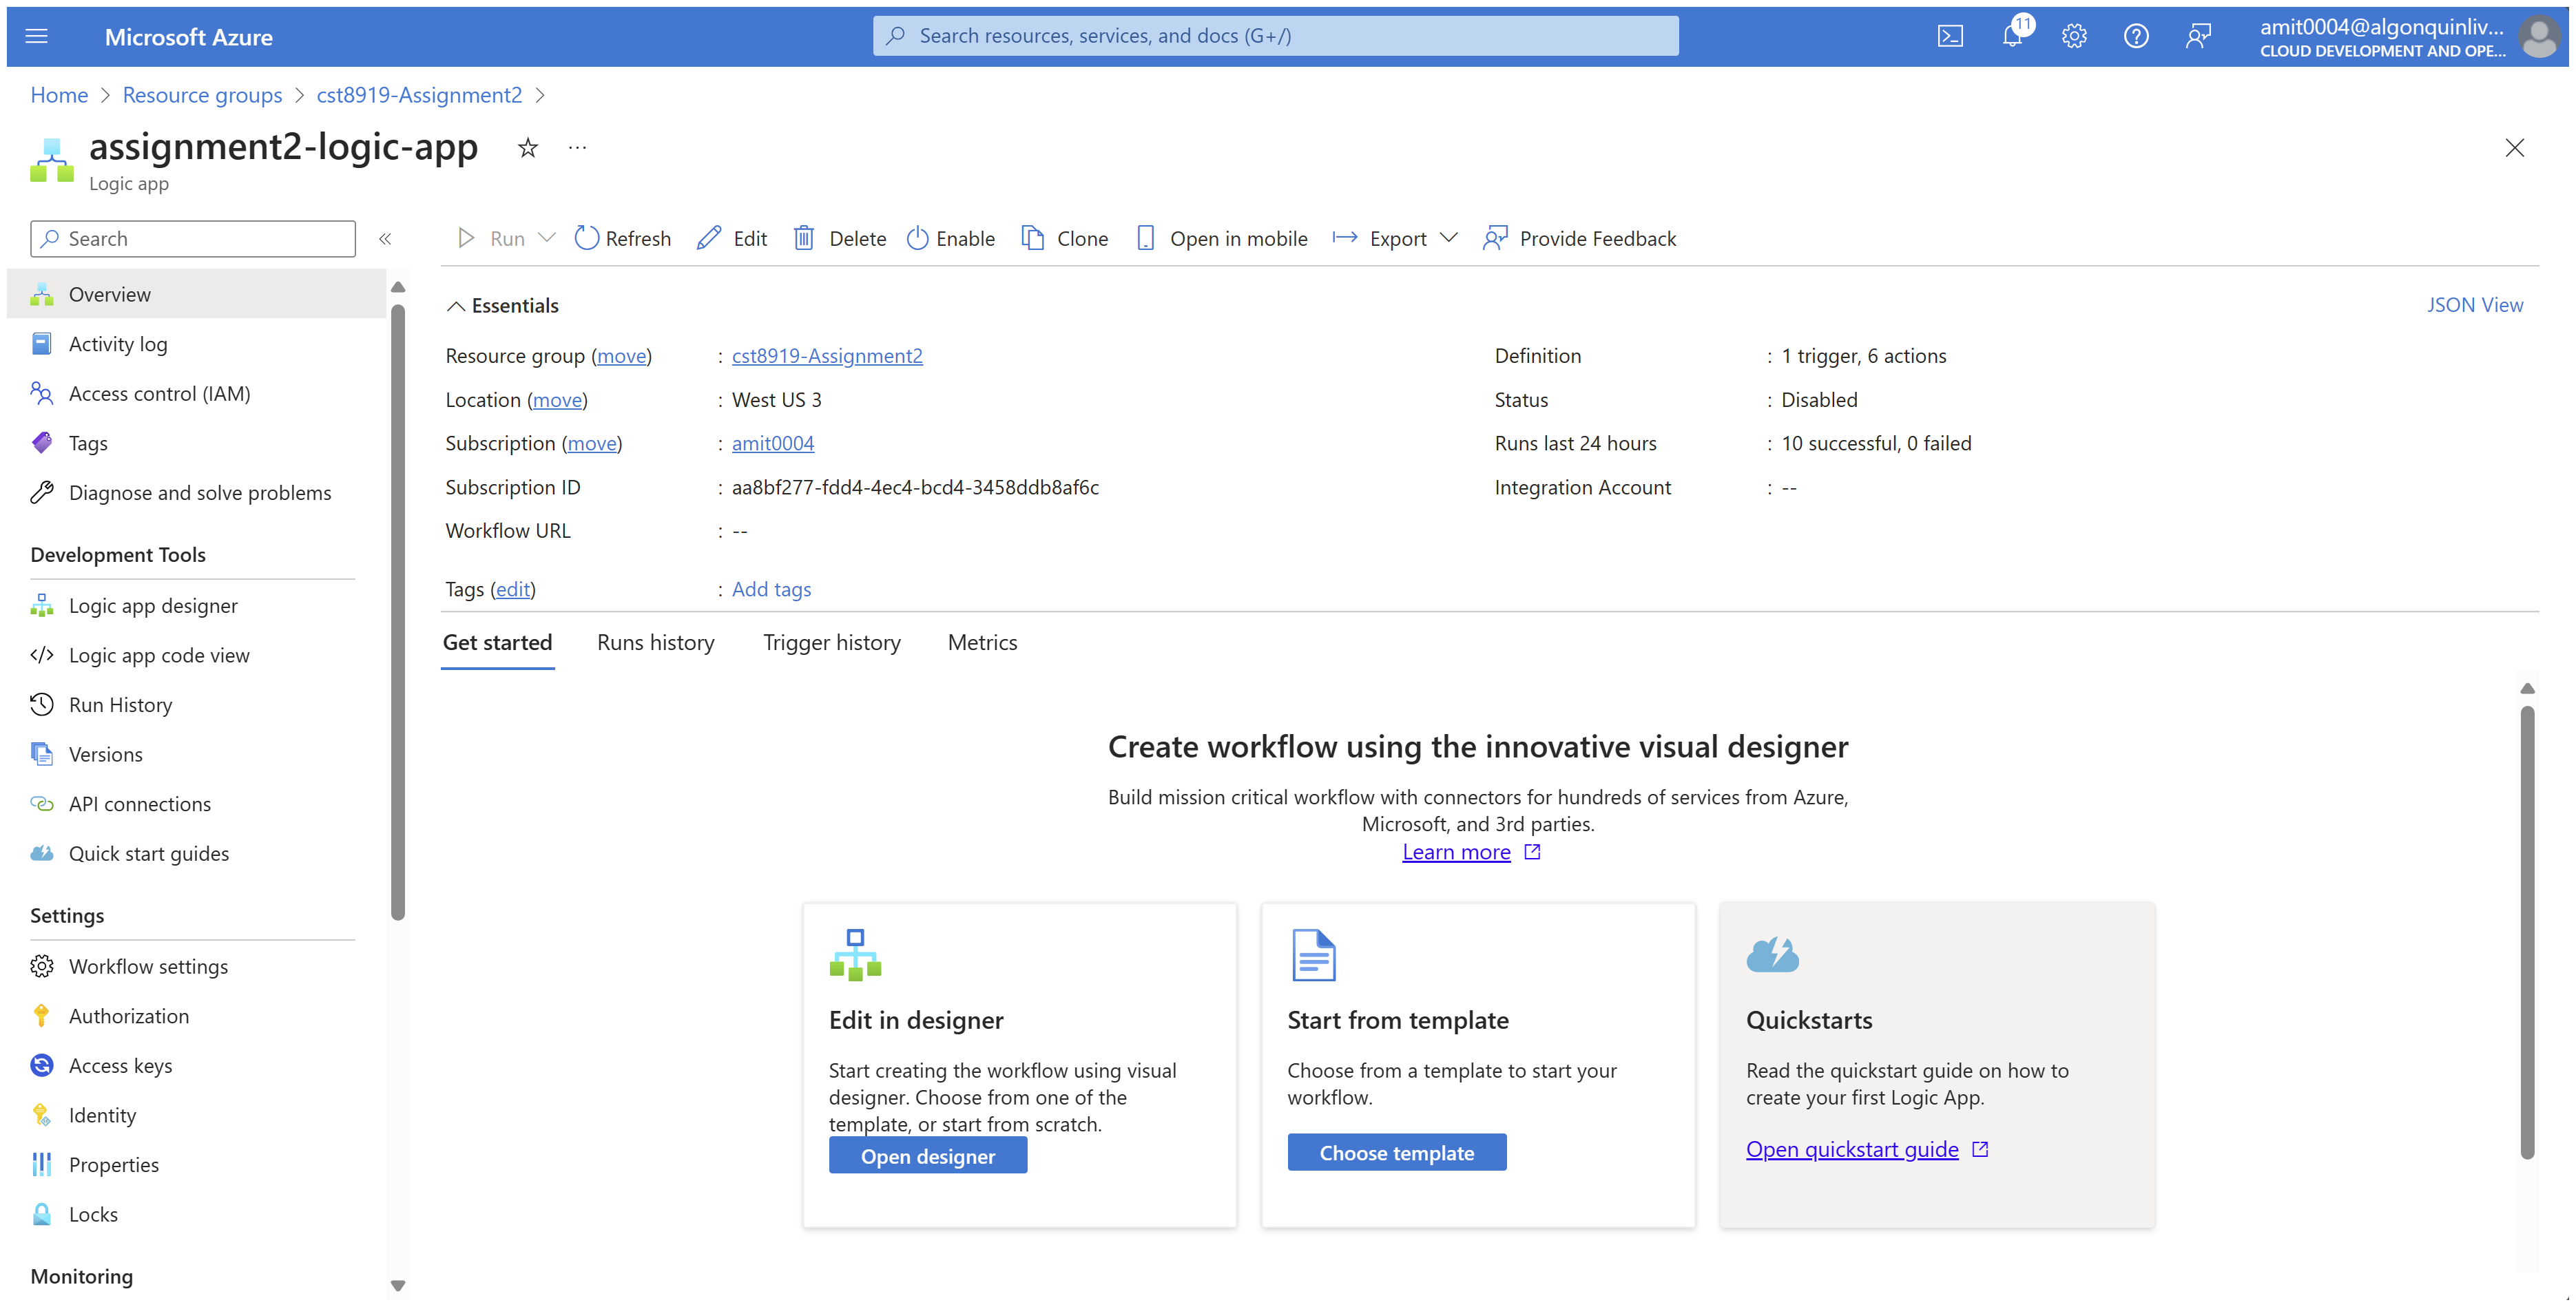 Microsoft Azure
Search resources, services, and docs (G+/)
11
amit0004@algonquinliv...
CLOUD DEVELOPMENT AND OPE...
Home > Resource groups > cst8919-Assignment2 >
assignment2-logic-app
Logic app
Search
Run
Refresh
Edit
Delete
Enable
Clone
Open in mobile
Export
Provide Feedback
Overview
Activity log
Access control (IAM)
Tags
Diagnose and solve problems
Development Tools
Logic app designer
Logic app code view
Run History
Versions
API connections
Quick start guides
Settings
Workflow settings
Authorization
Access keys
Identity
Properties
Locks
Monitoring
Essentials
JSON View
Resource group (move) : cst8919-Assignment2
Location (move) : West US 3
Subscription (move) : amit0004
Subscription ID : aa8bf277-fdd4-4ec4-bcd4-3458ddb8af6c
Workflow URL : --
Definition : 1 trigger, 6 actions
Status : Disabled
Runs last 24 hours : 10 successful, 0 failed
Integration Account : --
Tags (edit) : Add tags
Get started
Runs history
Trigger history
Metrics
Create workflow using the innovative visual designer
Build mission critical workflow with connectors for hundreds of services from Azure,
Microsoft, and 3rd parties.
Learn more
Edit in designer
Start creating the workflow using visual
designer. Choose from one of the
template, or start from scratch.
Open designer
Start from template
Choose from a template to start your
workflow.
Choose template
Quickstarts
Read the quickstart guide on how to
create your first Logic App.
Open quickstart guide